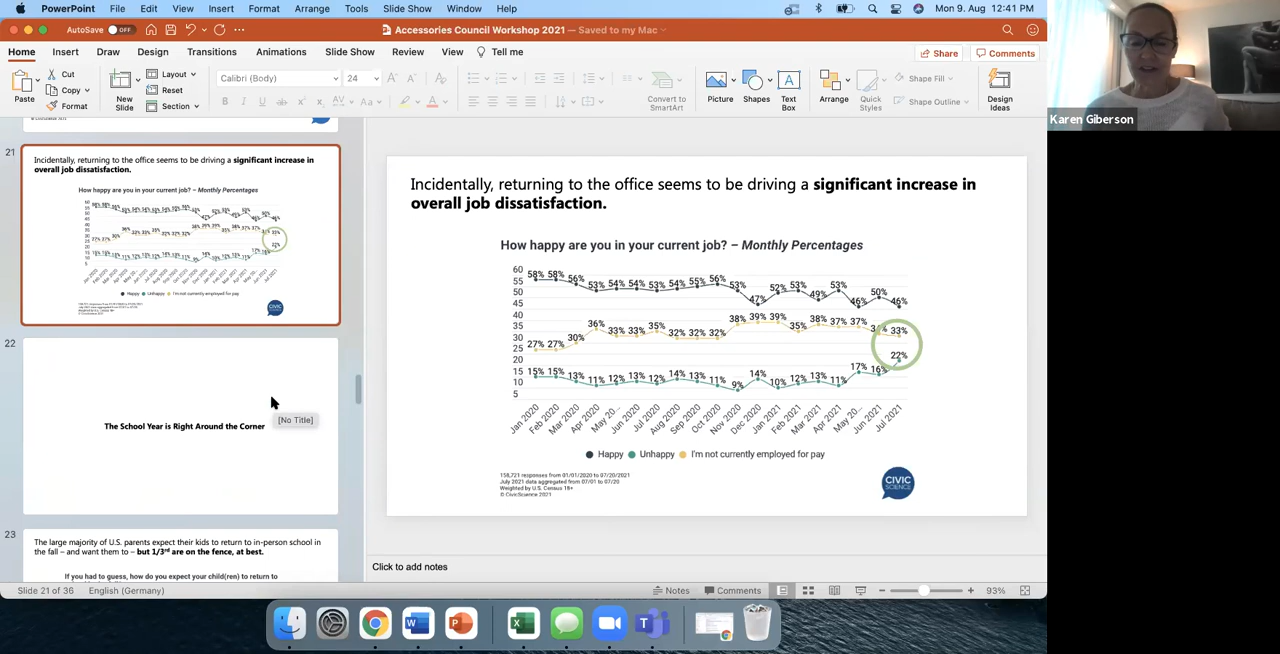 PowerPoint File Edit View Insert Format Arrange Tools Slide Show Window Help Mon 9. Aug 12:41 PM
AutoSave OFF Accessories Council Workshop 2021 — Saved to my Mac
Home Insert Draw Design Transitions Animations Slide Show Review View Tell me Share Comments
Paste Cut Copy Format New Slide Layout Reset Section Calibri (Body) 24 Convert to SmartArt Picture Shapes Text Box Arrange Quick Styles Shape Fill Shape Outline Design Ideas
Karen Giberson
21
Incidentally, returning to the office seems to be driving a significant increase in
overall job dissatisfaction.
How happy are you in your current job? – Monthly Percentages
22
The School Year is Right Around the Corner
[No Title]
23
The large majority of U.S. parents expect their kids to return to in-person school in
the fall – and want them to – but 1/3rd are on the fence, at best.
If you had to guess, how do you expect your child(ren) to return to
Incidentally, returning to the office seems to be driving a significant increase in
overall job dissatisfaction.
How happy are you in your current job? – Monthly Percentages
60
55
50
45
40
35
30
25
20
15
10
5
58% 58% 56% 53% 54% 54% 53% 54% 55% 56% 53% 47% 52% 53% 49% 53% 46% 50% 46%
27% 27% 30% 36% 33% 33% 35% 32% 32% 32% 38% 39% 39% 35% 38% 37% 37% 33%
15% 15% 13% 11% 12% 13% 12% 14% 13% 11% 9% 14% 10% 12% 13% 11% 17% 16% 22%
Jan 2020 Feb 2020 Mar 2020 Apr 2020 May 20... Jun 2020 Jul 2020 Aug 2020 Sep 2020 Oct 2020 Nov 2020 Dec 2020 Jan 2021 Feb 2021 Mar 2021 Apr 2021 May 20... Jun 2021 Jul 2021
Happy Unhappy I'm not currently employed for pay
158,721 responses from 01/01/2020 to 07/20/2021
July 2021 data aggregated from 07/01 to 07/20
Weighted by U.S. Census 18+
© CivicScience 2021
CIVIC
SCIENCE
Click to add notes
Slide 21 of 36 English (Germany) Notes Comments 93%